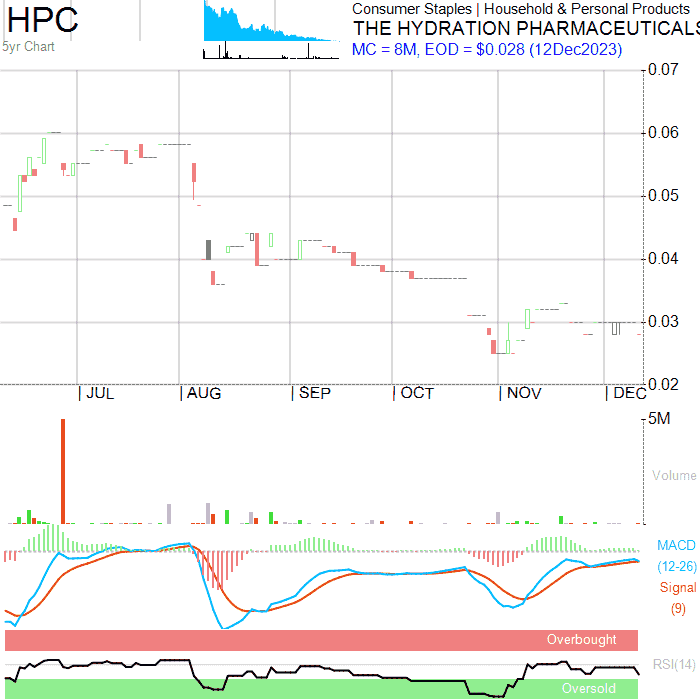 HPC
5yr Chart
Consumer Staples | Household & Personal Products
THE HYDRATION PHARMACEUTICALS
MC = 8M, EOD = $0.028 (12Dec2023)
0.07
0.06
0.05
0.04
0.03
0.02
| JUL | AUG | SEP | OCT | NOV | DEC
5M
Volume
MACD
(12-26)
Signal
(9)
Overbought
RSI(14)
Oversold